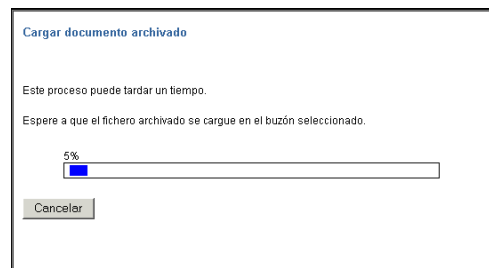 Cargar documento archivado
Este proceso puede tardar un tiempo.
Espere a que el fichero archivado se cargue en el buzón seleccionado.
5%
Cancelar